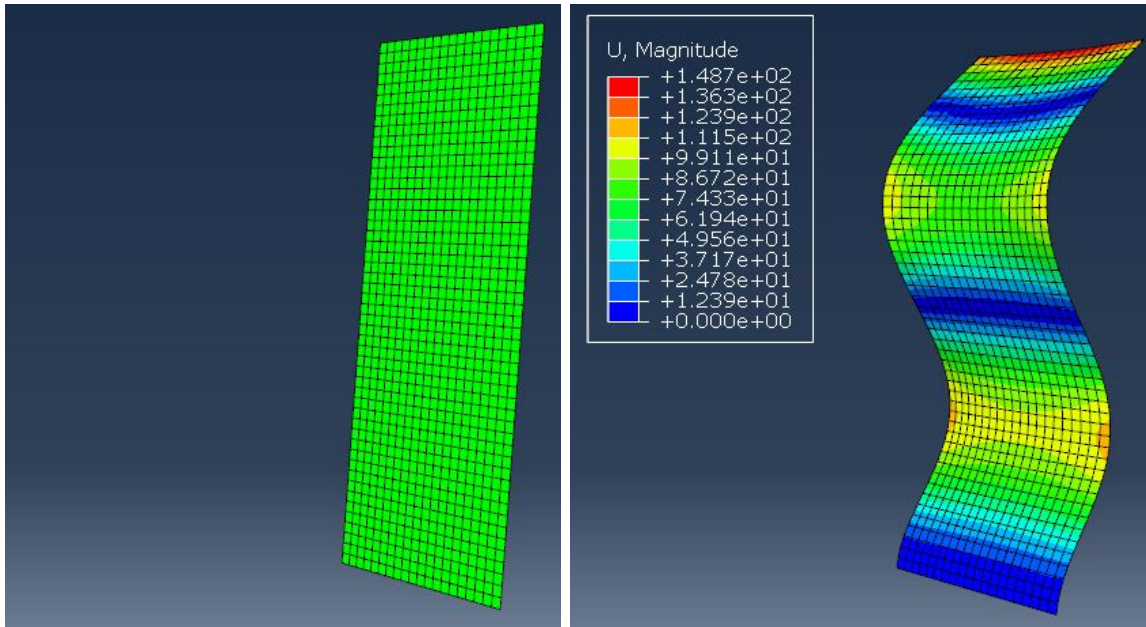 U, Magnitude
+1.487e+02
+1.363e+02
+1.239e+02
+1.115e+02
+9.911e+01
+8.672e+01
+7.433e+01
+6.194e+01
+4.956e+01
+3.717e+01
+2.478e+01
+1.239e+01
+0.000e+00